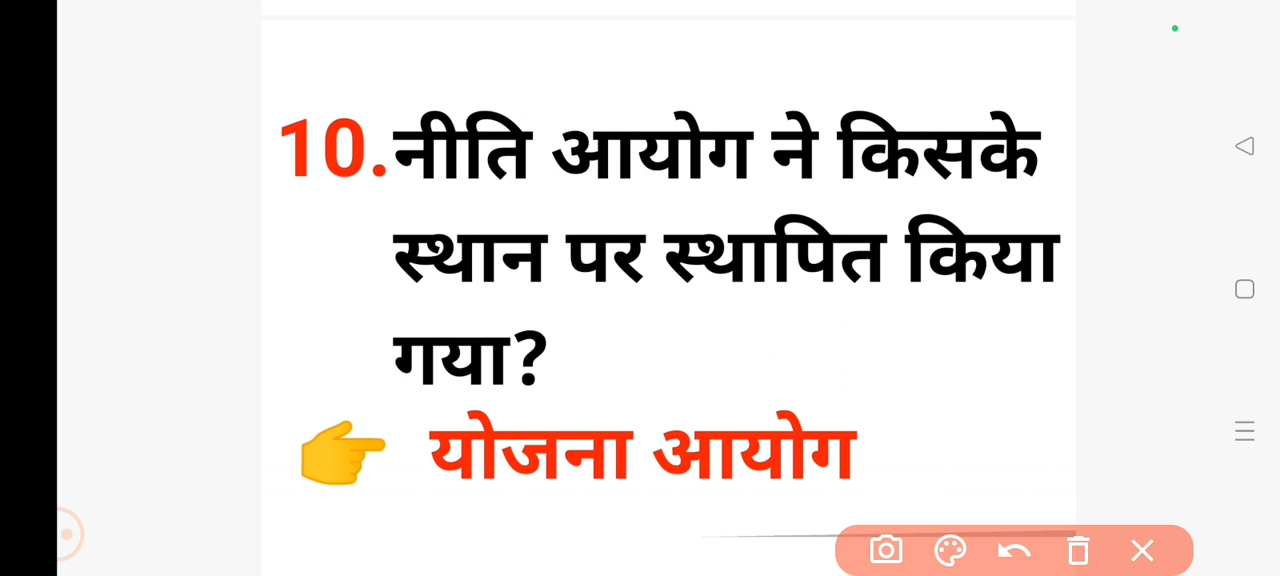 10.नीति आयोग ने किसके
स्थान पर स्थापित किया
गया?
👉 योजना आयोग